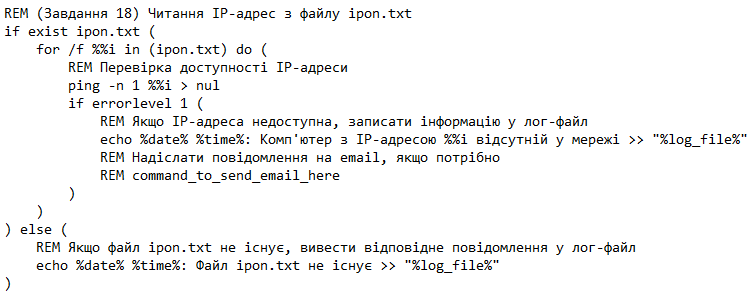 REM (Завдання 18) Читання IP-адрес з файлу ipon.txt
if exist ipon.txt (
    for /f %%i in (ipon.txt) do (
        REM Перевірка доступності IP-адреси
        ping -n 1 %%i > nul
        if errorlevel 1 (
            REM Якщо IP-адреса недоступна, записати інформацію у лог-файл
            echo %date% %time%: Комп'ютер з IP-адресою %%i відсутній у мережі >> "%log_file%"
            REM Надіслати повідомлення на email, якщо потрібно
            REM command_to_send_email_here
        )
    )
) else (
    REM Якщо файл ipon.txt не існує, вивести відповідне повідомлення у лог-файл
    echo %date% %time%: Файл ipon.txt не існує >> "%log_file%"
)